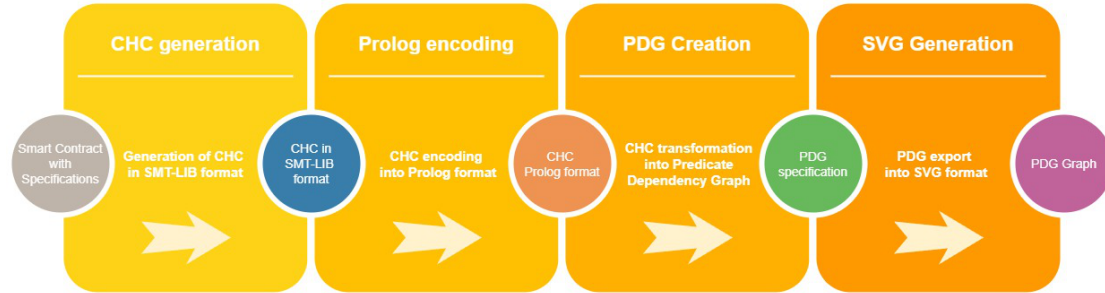 CHC generation
Prolog encoding
PDG Creation
SVG Generation
Smart Contract
with
Specifications
Generation of CHC
in SMT-LIB format
CHC in
SMT-LIB
format
CHC encoding
into Prolog format
CHC
Prolog format
CHC transformation
into Predicate
Dependency Graph
PDG
specification
PDG export
into SVG format
PDG Graph